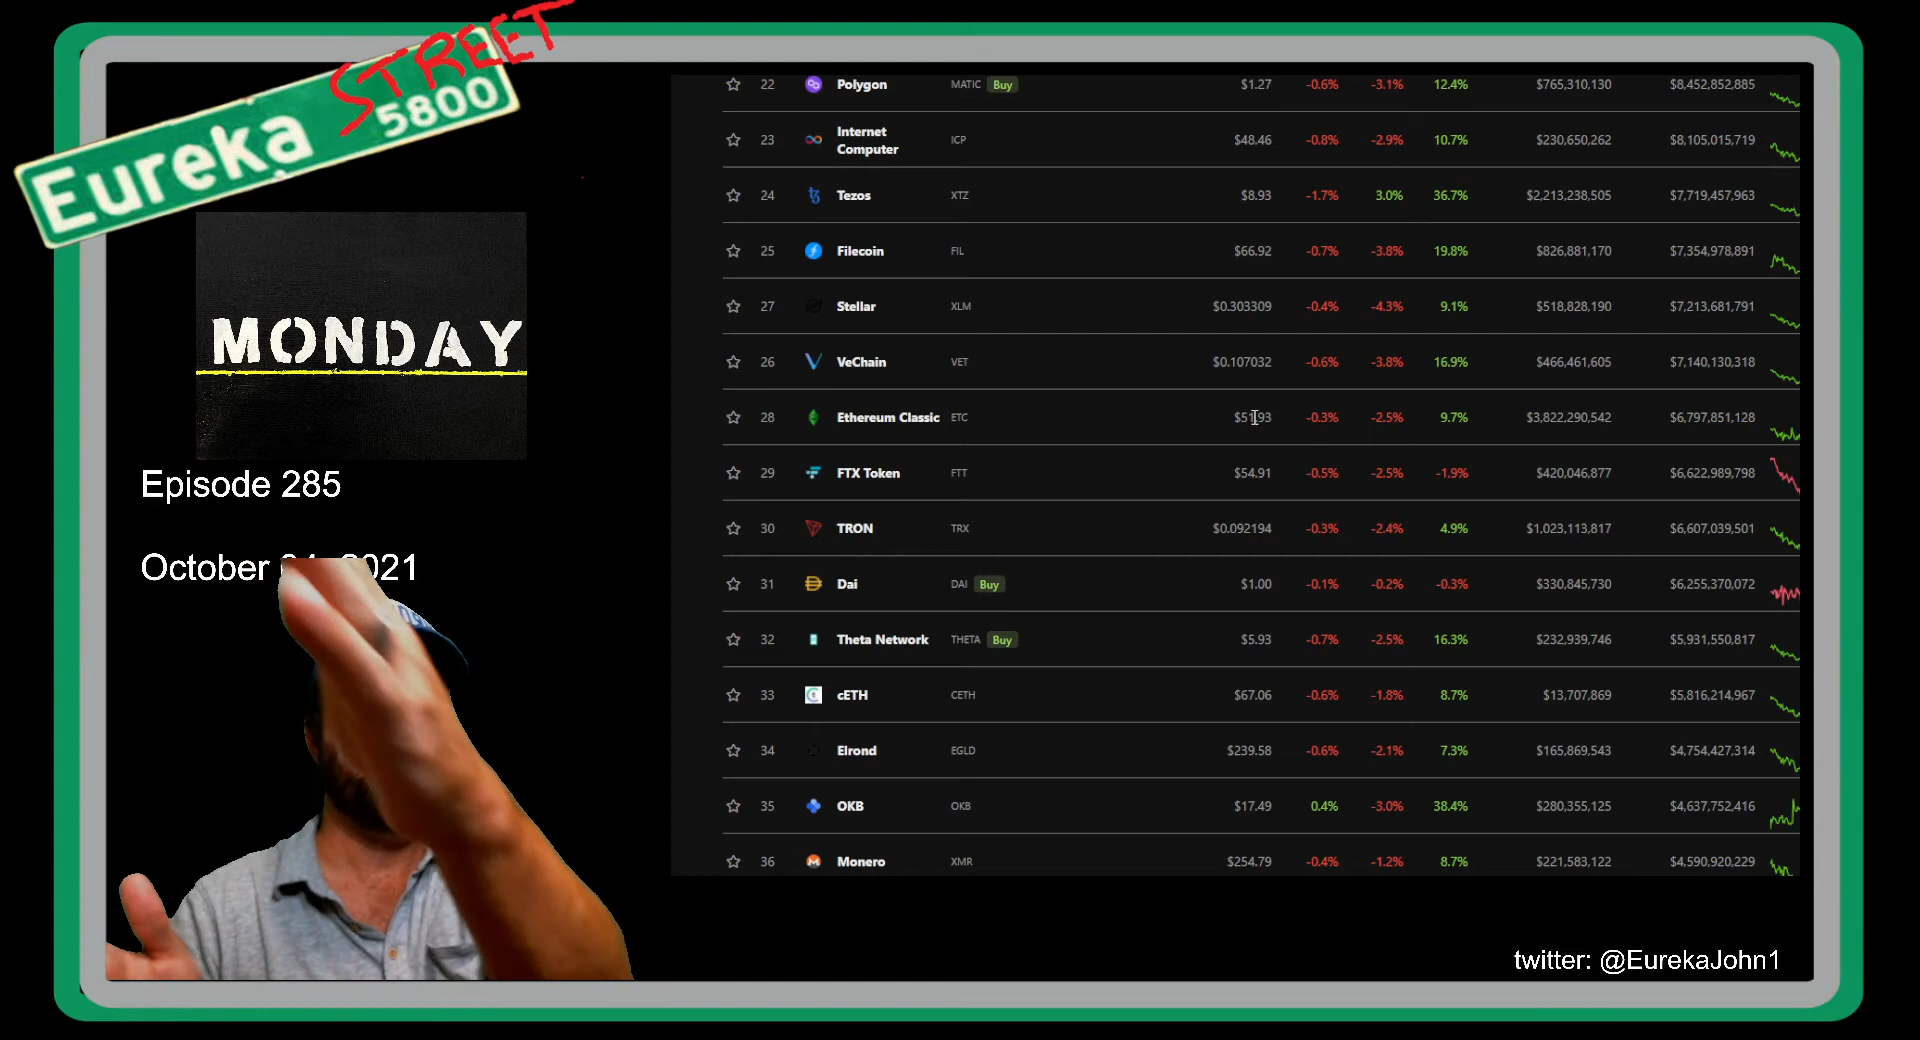 STREET
5800
Eureka
MONDAY
Episode 285
October 04, 2021
22 Polygon MATIC Buy $1.27 -0.6% -3.1% 12.4% $765,310,130 $8,452,852,885
23 Internet Computer ICP $48.46 -0.8% -2.9% 10.7% $230,650,262 $8,105,015,719
24 Tezos XTZ $8.93 -1.7% 3.0% 36.7% $2,213,238,505 $7,719,457,963
25 Filecoin FIL $66.92 -0.7% -3.8% 19.8% $826,881,170 $7,354,978,891
27 Stellar XLM $0.303309 -0.4% -4.3% 9.1% $518,828,190 $7,213,681,791
26 VeChain VET $0.107032 -0.6% -3.8% 16.9% $466,461,605 $7,140,130,318
28 Ethereum Classic ETC $51.93 -0.3% -2.5% 9.7% $3,822,290,542 $6,797,851,128
29 FTX Token FTT $54.91 -0.5% -2.5% -1.9% $420,046,877 $6,622,989,798
30 TRON TRX $0.092194 -0.3% -2.4% 4.9% $1,023,113,817 $6,607,039,501
31 Dai DAI Buy $1.00 -0.1% -0.2% -0.3% $330,845,730 $6,255,370,072
32 Theta Network THETA Buy $5.93 -0.7% -2.5% 16.3% $232,939,746 $5,931,550,817
33 cETH CETH $67.06 -0.6% -1.8% 8.7% $13,707,869 $5,816,214,967
34 Elrond EGLD $239.58 -0.6% -2.1% 7.3% $165,869,543 $4,754,427,314
35 OKB OKB $17.49 0.4% -3.0% 38.4% $280,355,125 $4,637,752,416
36 Monero XMR $254.79 -0.4% -1.2% 8.7% $221,583,122 $4,590,920,229
twitter: @EurekaJohn1